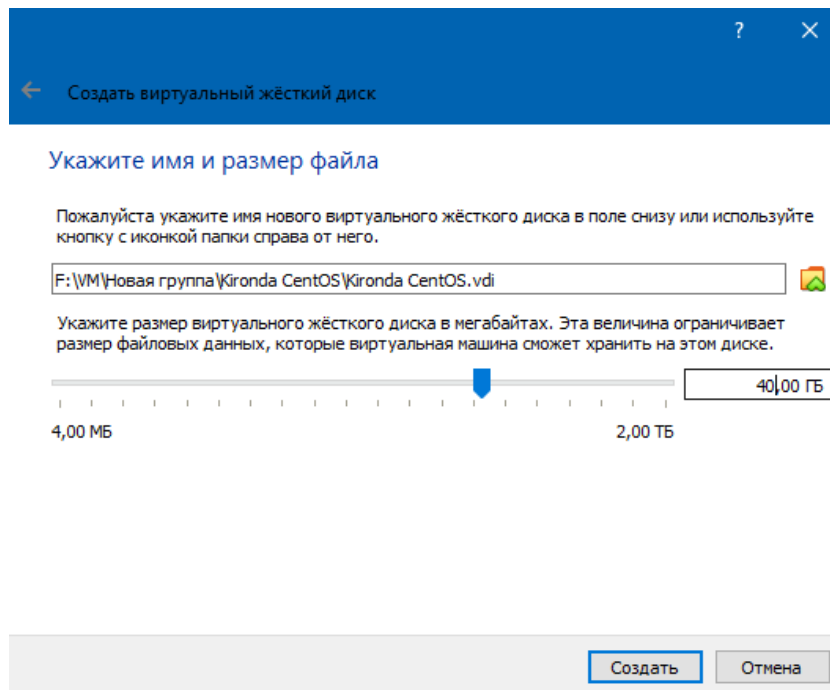 ?
Создать виртуальный жёсткий диск
Укажите имя и размер файла
Пожалуйста укажите имя нового виртуального жёсткого диска в поле снизу или используйте
кнопку с иконкой папки справа от него.
F:\VM\Новая группа\Kironda CentOS\Kironda CentOS.vdi
Укажите размер виртуального жёсткого диска в мегабайтах. Эта величина ограничивает
размер файловых данных, которые виртуальная машина сможет хранить на этом диске.
40,00 ГБ
4,00 МБ 2,00 ТБ
Создать Отмена